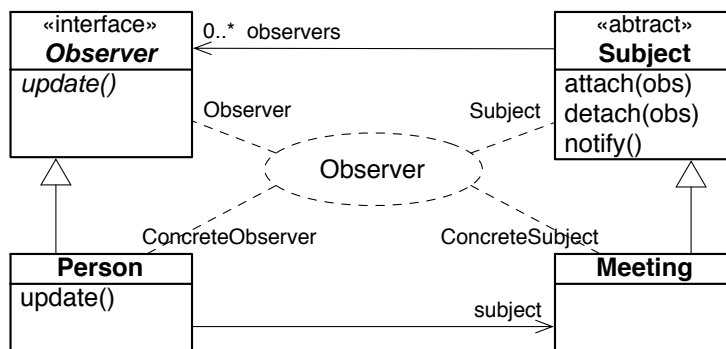 «interface»
Observer
update()
0..* observers
«abtract»
Subject
attach(obs)
detach(obs)
notify()
Observer
Subject
Observer
ConcreteObserver
ConcreteSubject
Person
update()
subject
Meeting